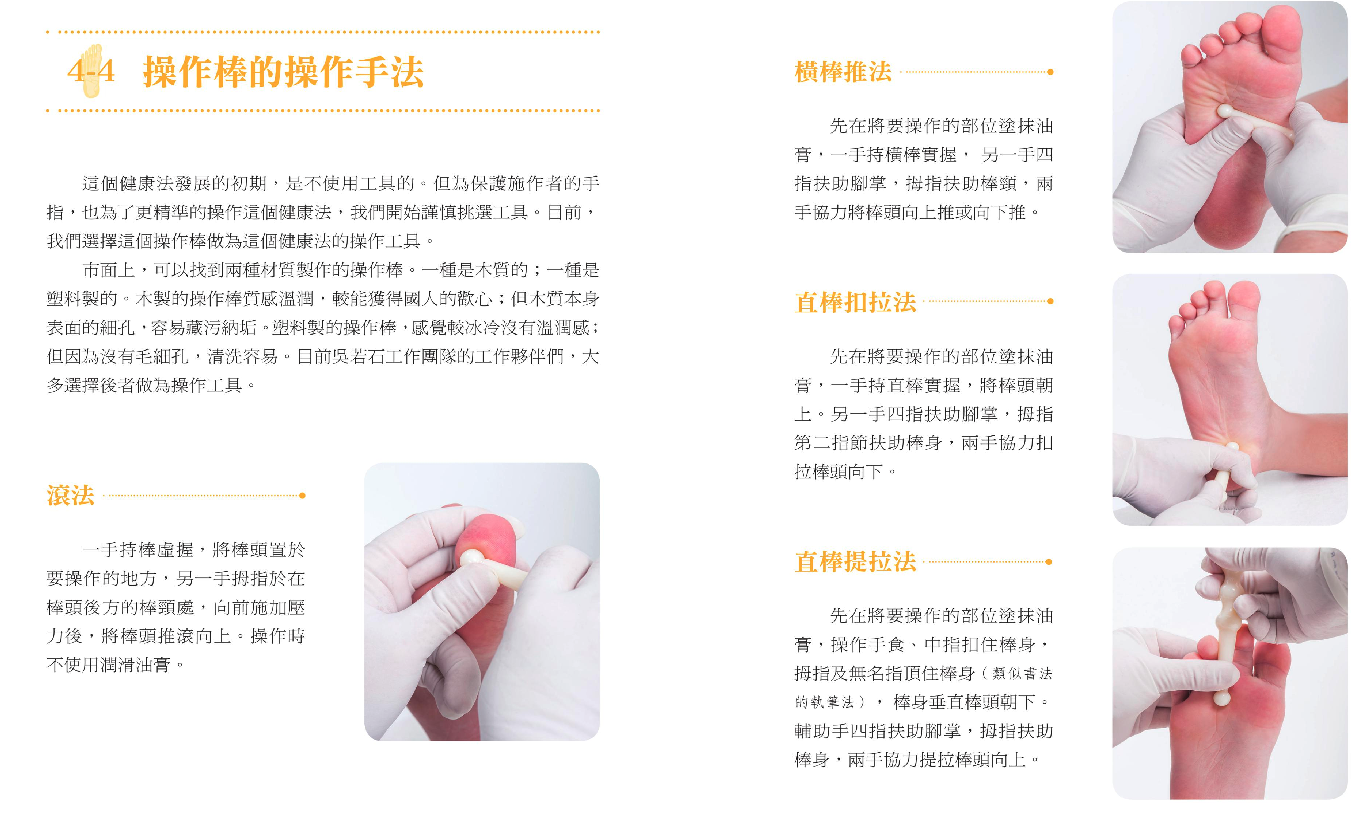 4-4 操作棒的操作手法
這個健康法發展的初期，是不使用工具的。但為保護施作者的手
指，也為了更精準的操作這個健康法，我們開始謹慎挑選工具。目前，
我們選擇這個操作棒做為這個健康法的操作工具。
市面上，可以找到兩種材質製作的操作棒。一種是木質的；一種是
塑料製的。木製的操作棒質感溫潤，較能獲得國人的歡心；但木質本身
表面的細孔，容易藏污納垢。塑料製的操作棒，感覺較冰冷沒有溫潤感；
但因為沒有毛細孔，清洗容易。目前吳若石工作團隊的工作夥伴們，大
多選擇後者做為操作工具。
滾法
一手持棒虛握，將棒頭置於
要操作的地方，另一手拇指於在
棒頭後方的棒頸處，向前施加壓
力後，將棒頭推滾向上。操作時
不使用潤滑油膏。
橫棒推法
先在將要操作的部位塗抹油
膏，一手持橫棒實握， 另一手四
指扶助腳掌，拇指扶助棒頸，兩
手協力將棒頭向上推或向下推。
直棒扣拉法
先在將要操作的部位塗抹油
膏，一手持直棒實握，將棒頭朝
上。另一手四指扶助腳掌，拇指
第二指節扶助棒身，兩手協力扣
拉棒頭向下。
直棒提拉法
先在將要操作的部位塗抹油
膏，操作手食、中指扣住棒身，
拇指及無名指頂住棒身（類似書法
的執筆法）， 棒身垂直棒頭朝下。
輔助手四指扶助腳掌，拇指扶助
棒身，兩手協力提拉棒頭向上。